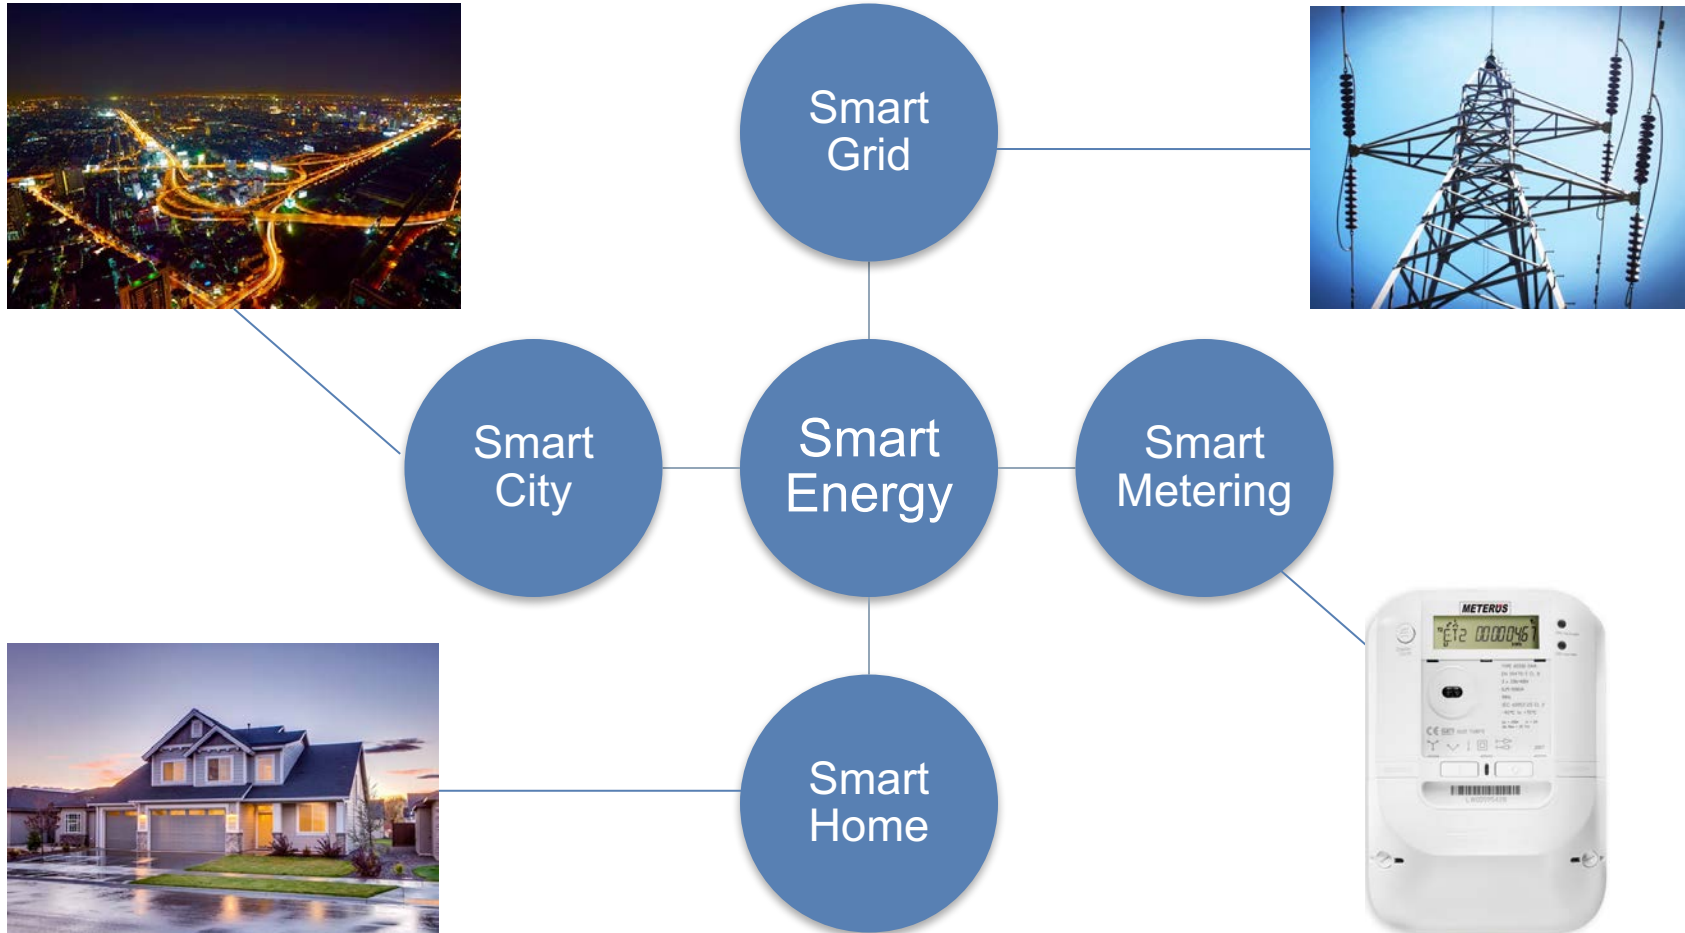 Smart
Grid
Smart
City
Smart
Energy
Smart
Metering
METERUS
Smart
Home